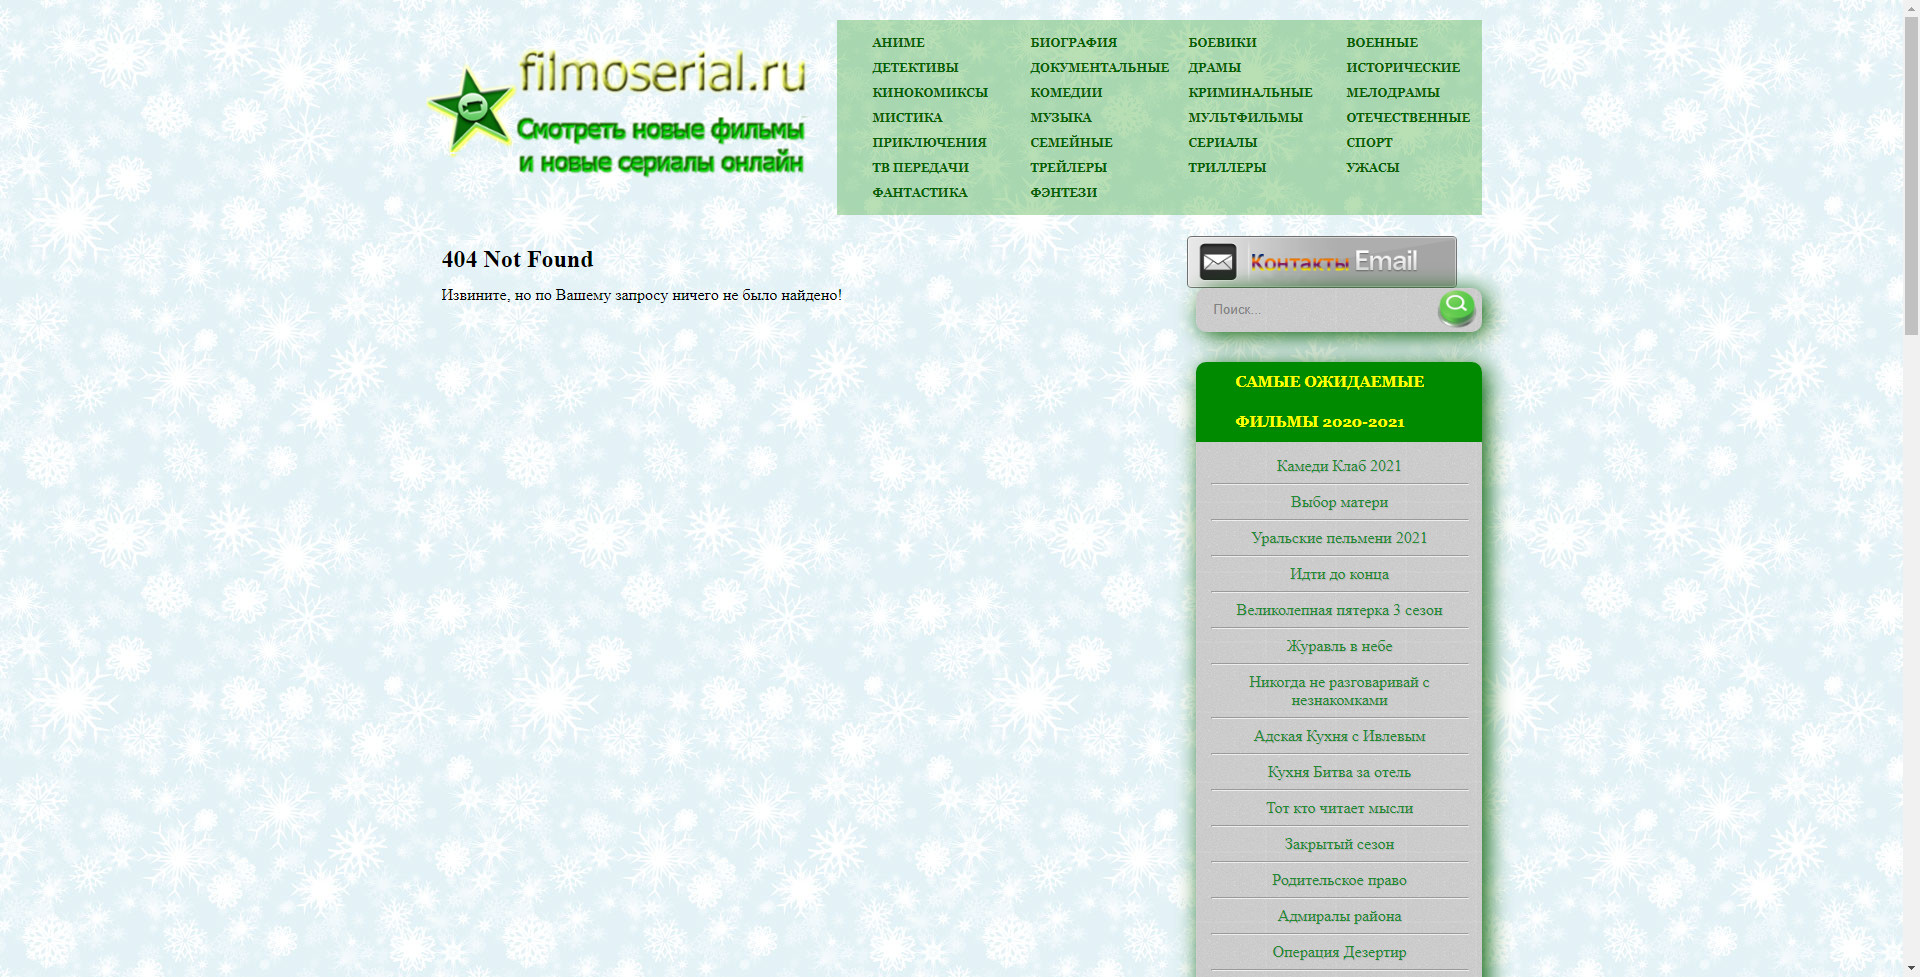 filmoserial.ru
Смотреть новые фильмы
и новые сериалы онлайн
АНИМЕ БИОГРАФИЯ БОЕВИКИ ВОЕННЫЕ
ДЕТЕКТИВЫ ДОКУМЕНТАЛЬНЫЕ ДРАМЫ ИСТОРИЧЕСКИЕ
КИНОКОМИКСЫ КОМЕДИИ КРИМИНАЛЬНЫЕ МЕЛОДРАМЫ
МИСТИКА МУЗЫКА МУЛЬТФИЛЬМЫ ОТЕЧЕСТВЕННЫЕ
ПРИКЛЮЧЕНИЯ СЕМЕЙНЫЕ СЕРИАЛЫ СПОРТ
ТВ ПЕРЕДАЧИ ТРЕЙЛЕРЫ ТРИЛЛЕРЫ УЖАСЫ
ФАНТАСТИКА ФЭНТЕЗИ
404 Not Found
Извините, но по Вашему запросу ничего не было найдено!
Контакты Email
Поиск...
САМЫЕ ОЖИДАЕМЫЕ
ФИЛЬМЫ 2020-2021
Камеди Клаб 2021
Выбор матери
Уральские пельмени 2021
Идти до конца
Великолепная пятерка 3 сезон
Журавль в небе
Никогда не разговаривай с
незнакомками
Адская Кухня с Ивлевым
Кухня Битва за отель
Тот кто читает мысли
Закрытый сезон
Родительское право
Адмиралы района
Операция Дезертир